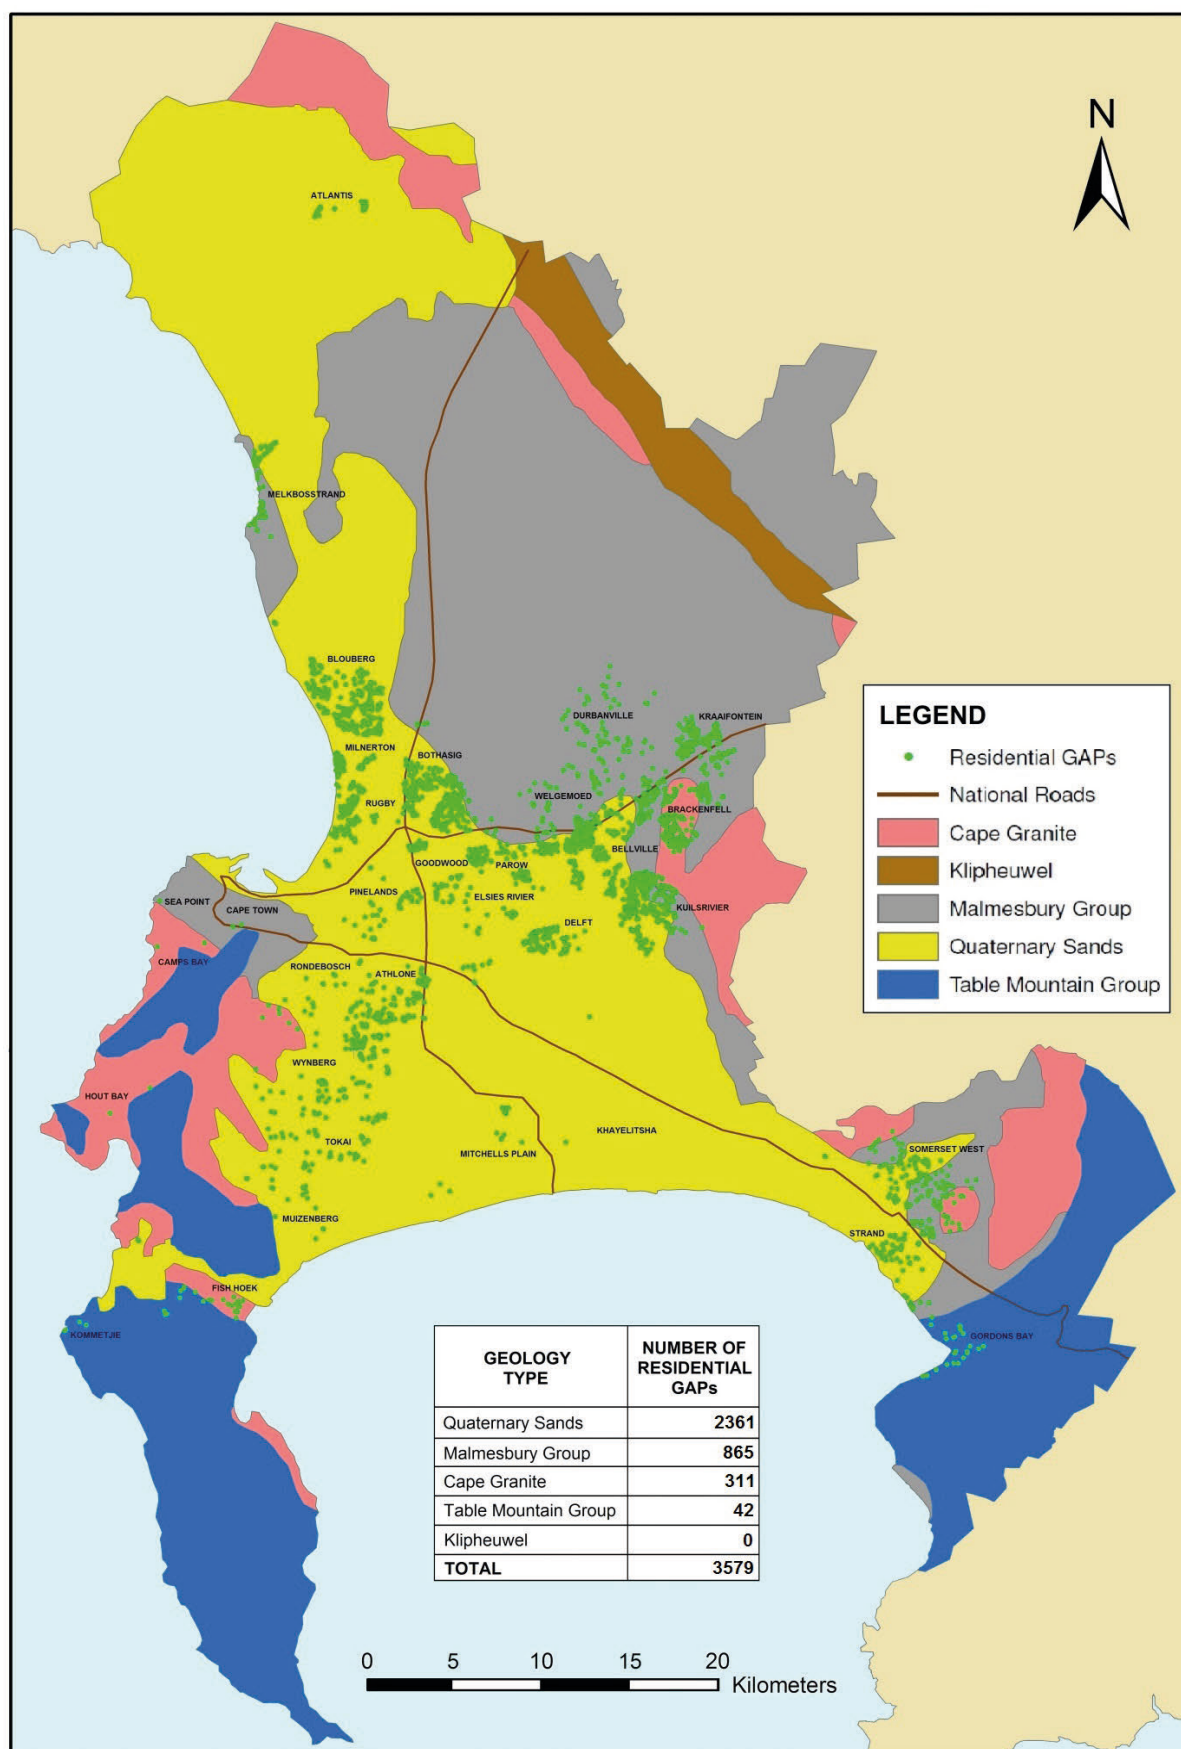 N
ATLANTIS
MELKBOSSTRAND
BLOUBERG
DURBANVILLE
KRAAIFONTEIN
MILNERTON
BOTHASIG
WELGEMOED
RUGBY
BRACKENFELL
BELLVILLE
GOODWOOD
PAROW
PINELANDS
ELSIES RIVER
SEA POINT
CAPE TOWN
KUILSRIVIER
DELFT
CAMPS BAY
RONDEBOSCH
ATHLONE
WYNBERG
HOUT BAY
KHAYELITSHA
TOKAI
MITCHELLS PLAIN
SOMERSET WEST
MUIZENBERG
STRAND
FISH HOEK
KOMMETJIE
GORDONS BAY
LEGEND
Residential GAPs
National Roads
Cape Granite
Klipheuwel
Malmesbury Group
Quaternary Sands
Table Mountain Group
GEOLOGY TYPE NUMBER OF RESIDENTIAL GAPs
Quaternary Sands 2361
Malmesbury Group 865
Cape Granite 311
Table Mountain Group 42
Klipheuwel 0
TOTAL 3579
0 5 10 15 20
Kilometers